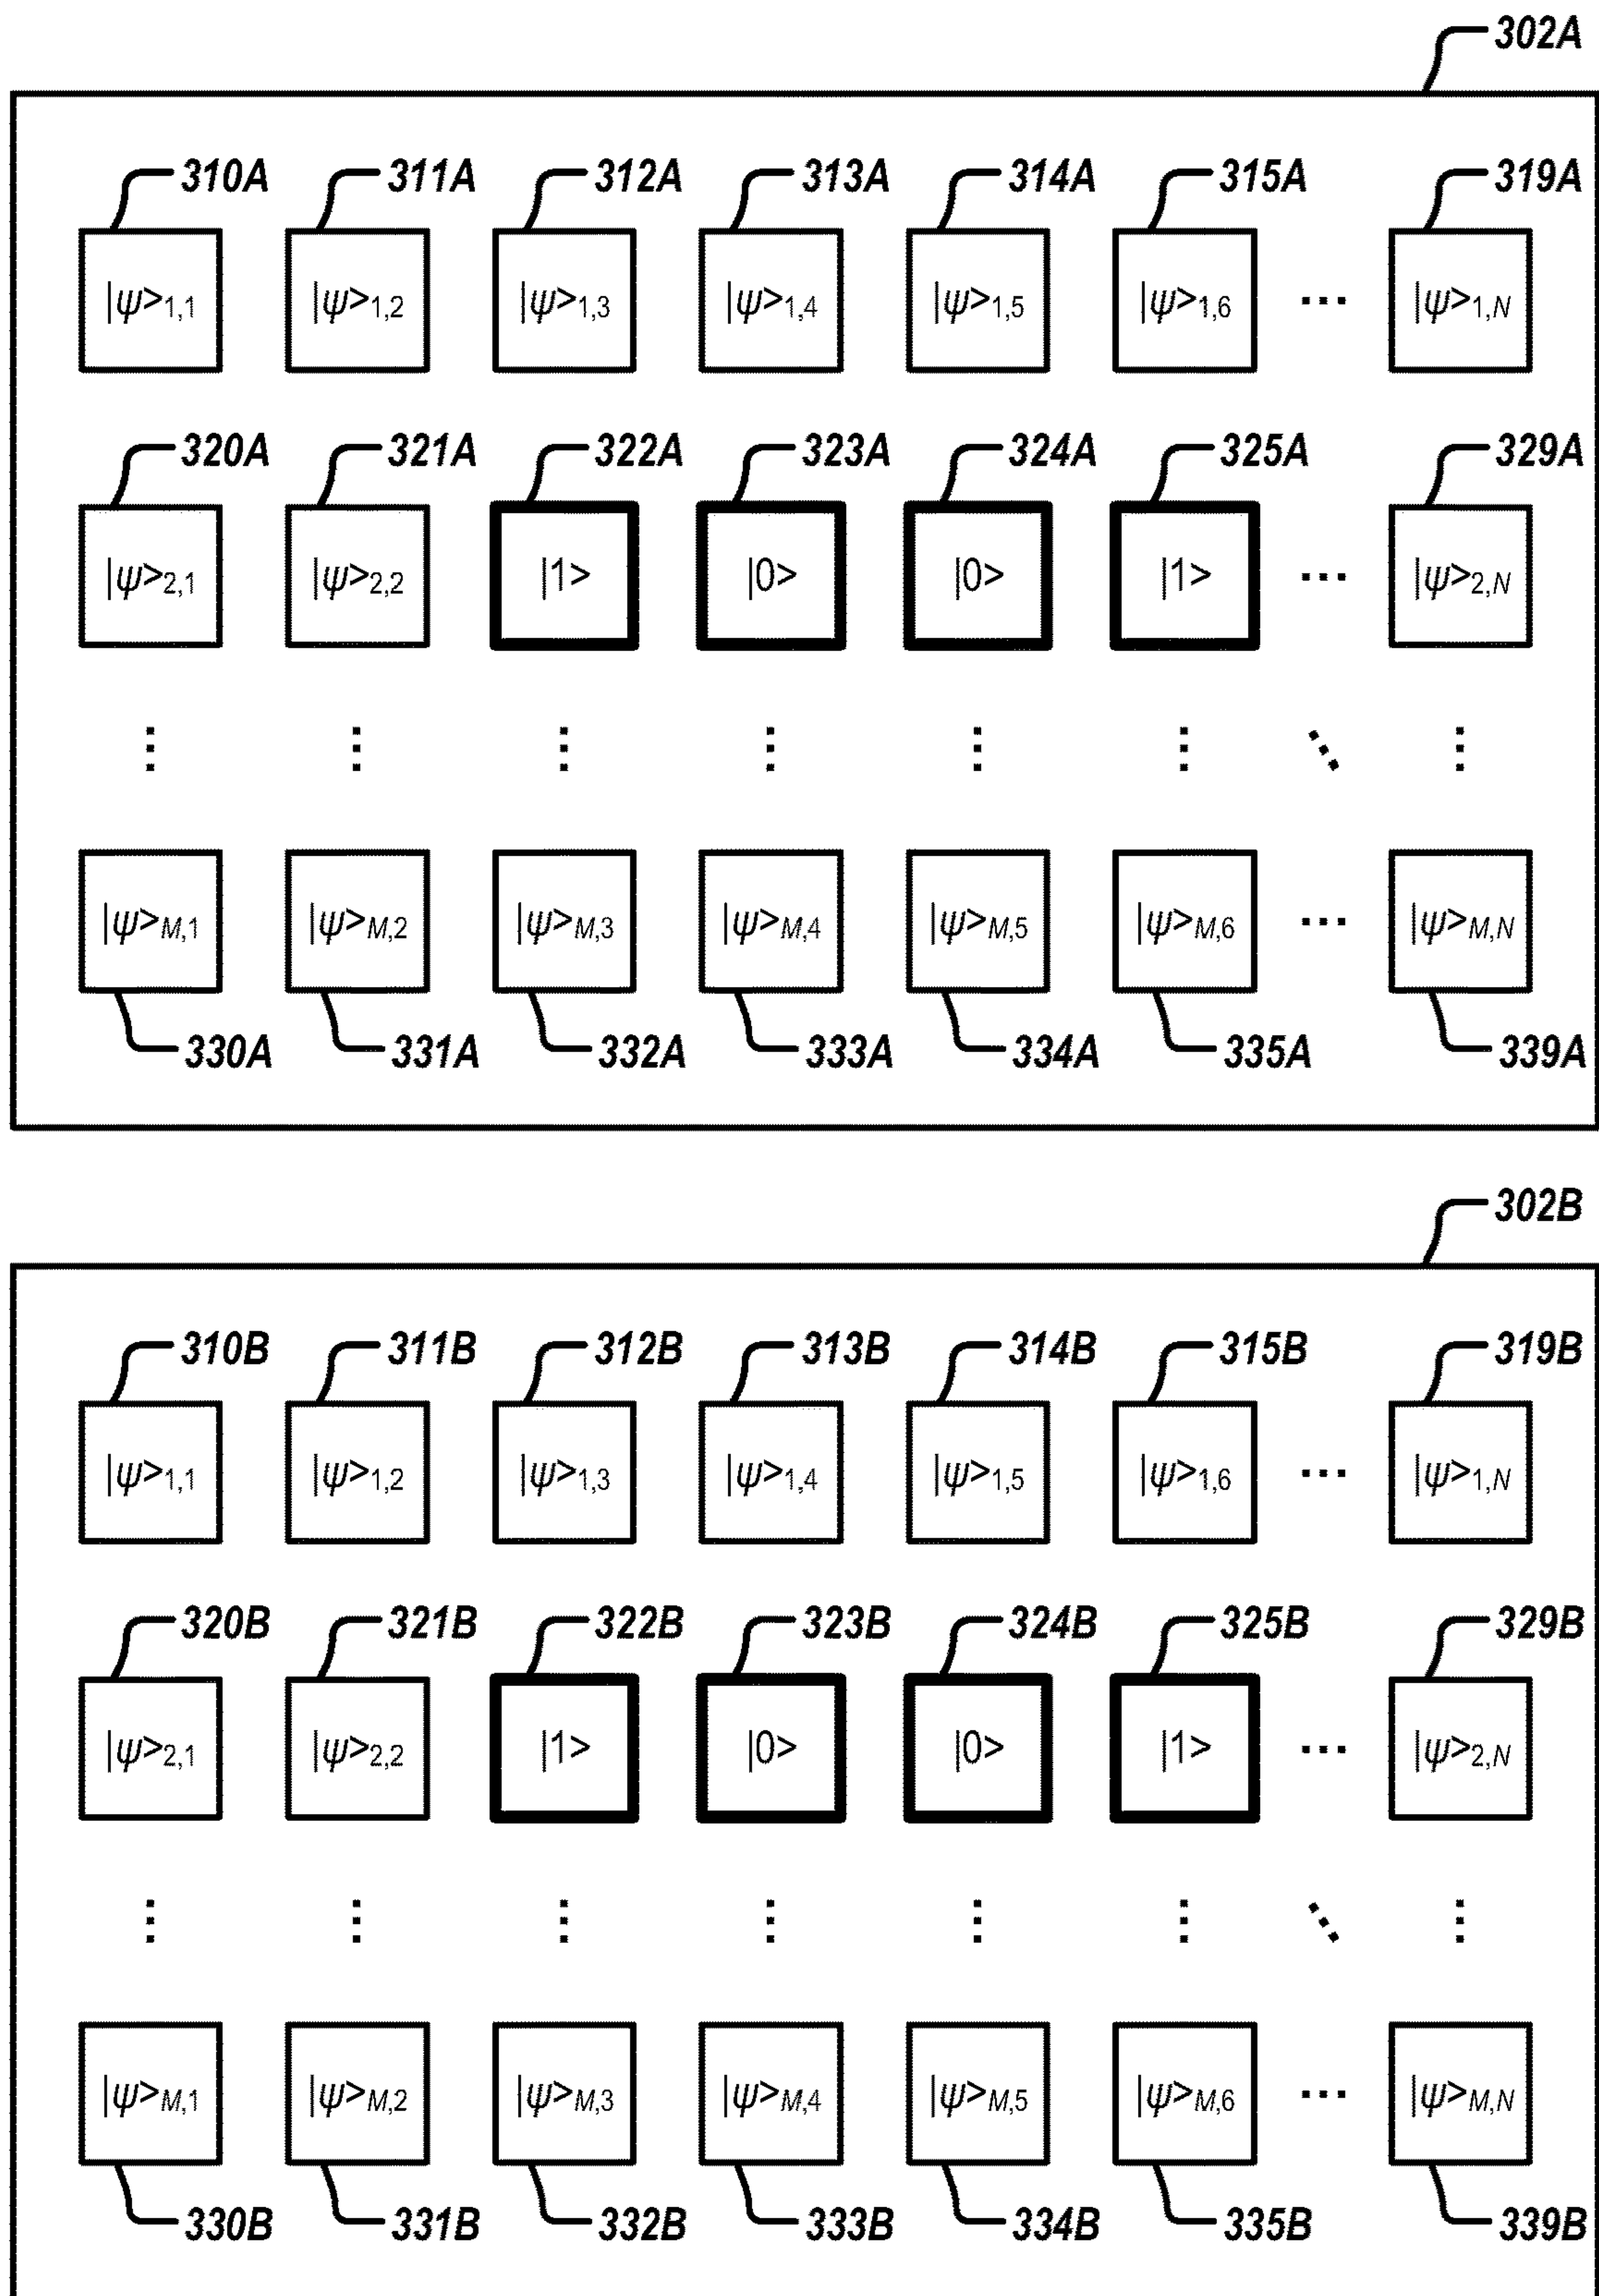 302A
310A 311A 312A 313A 314A 315A 319A
|ψ>1,1 |ψ>1,2 |ψ>1,3 |ψ>1,4 |ψ>1,5 |ψ>1,6 ... |ψ>1,N
320A 321A 322A 323A 324A 325A 329A
|ψ>2,1 |ψ>2,2 |1> |0> |0> |1> ... |ψ>2,N
|ψ>M,1 |ψ>M,2 |ψ>M,3 |ψ>M,4 |ψ>M,5 |ψ>M,6 ... |ψ>M,N
330A 331A 332A 333A 334A 335A 339A
302B
310B 311B 312B 313B 314B 315B 319B
|ψ>1,1 |ψ>1,2 |ψ>1,3 |ψ>1,4 |ψ>1,5 |ψ>1,6 ... |ψ>1,N
320B 321B 322B 323B 324B 325B 329B
|ψ>2,1 |ψ>2,2 |1> |0> |0> |1> ... |ψ>2,N
|ψ>M,1 |ψ>M,2 |ψ>M,3 |ψ>M,4 |ψ>M,5 |ψ>M,6 ... |ψ>M,N
330B 331B 332B 333B 334B 335B 339B